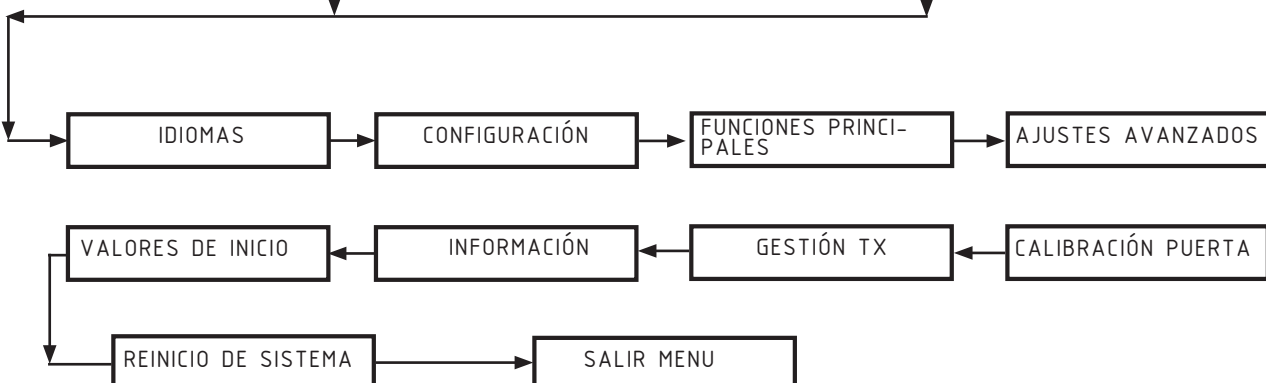 IDIOMAS
CONFIGURACIÓN
FUNCIONES PRINCI-
PALES
AJUSTES AVANZADOS
VALORES DE INICIO
INFORMACIÓN
GESTIÓN TX
CALIBRACIÓN PUERTA
REINICIO DE SISTEMA
SALIR MENU